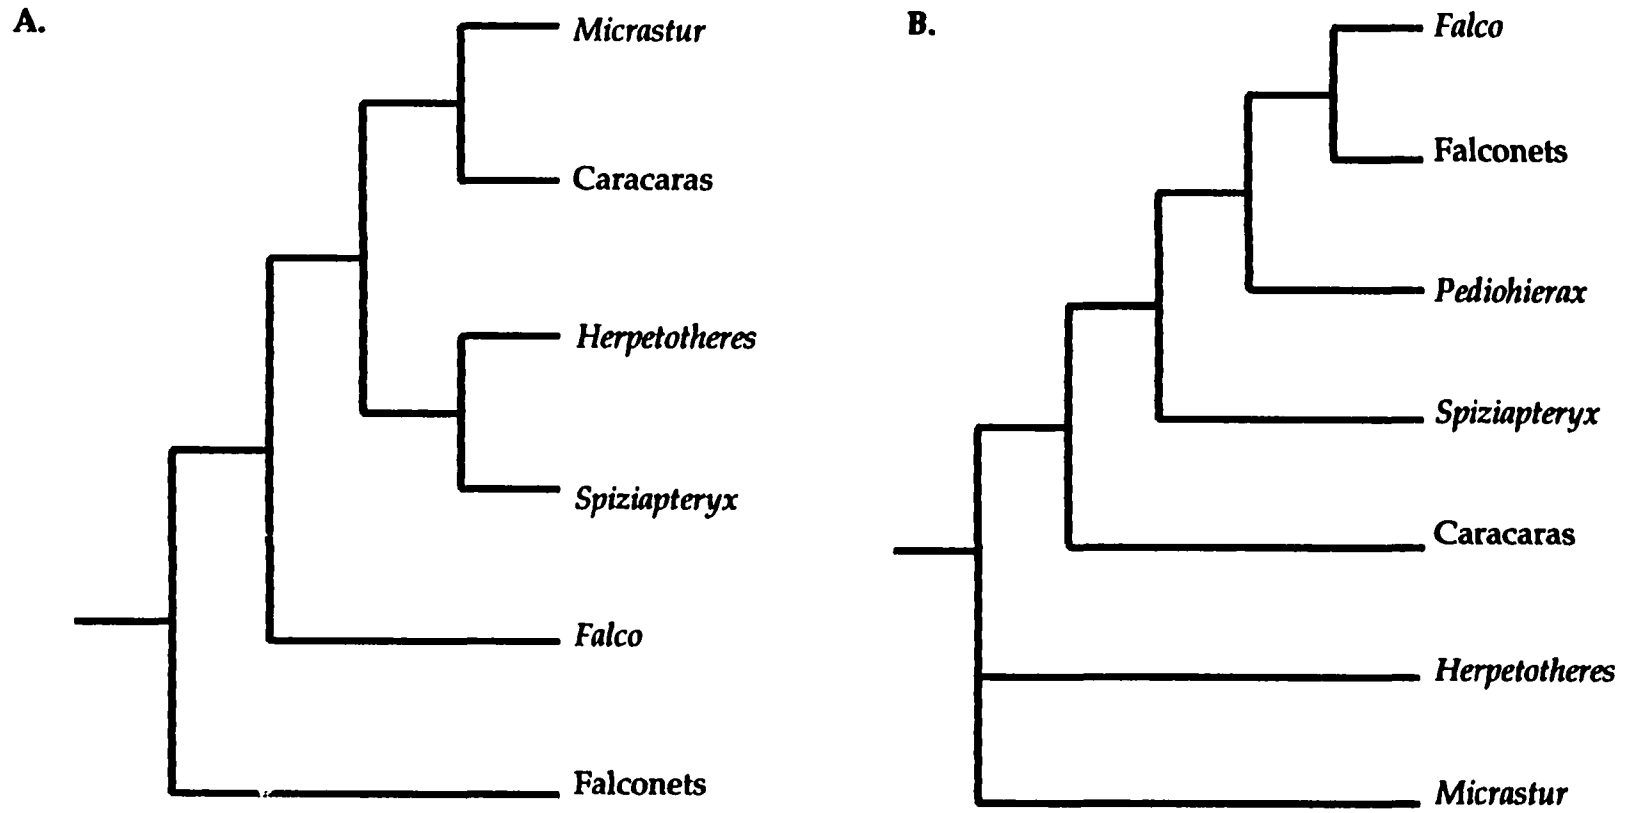 A.
Micrastur
Caracaras
Herpetotheres
Spiziapteryx
Falco
Falconets
B.
Falco
Falconets
Pediohierax
Spiziapteryx
Caracaras
Herpetotheres
Micrastur